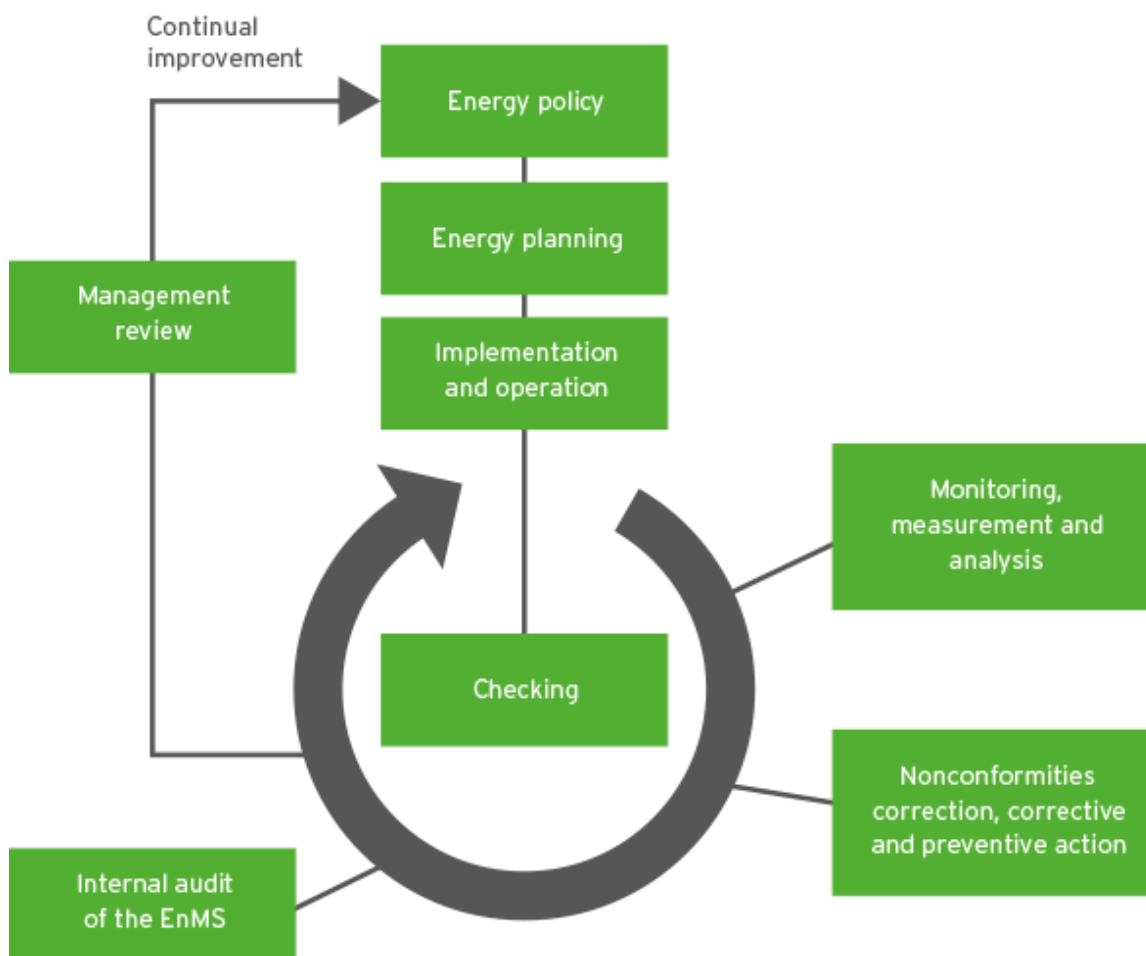 Continual
improvement
Energy policy
Energy planning
Management
review
Implementation
and operation
Monitoring,
measurement and
analysis
Checking
Nonconformities
correction, corrective
and preventive action
Internal audit
of the EnMS